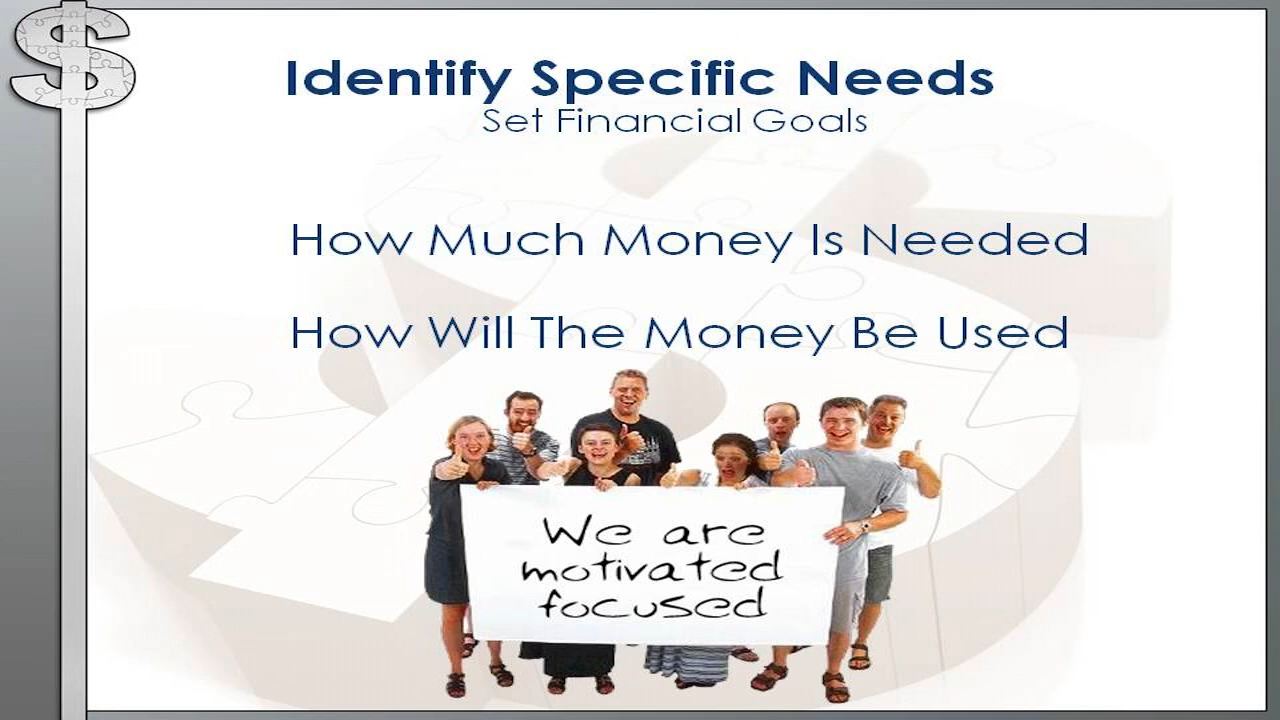 Identify Specific Needs
Set Financial Goals
How Much Money Is Needed
How Will The Money Be Used
We are
motivated
focused